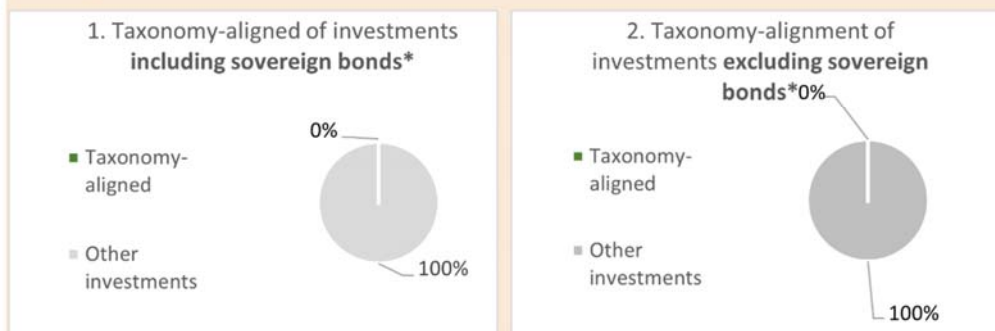 1. Taxonomy-aligned of investments
including sovereign bonds*
0%
Taxonomy-
aligned
Other
investments
100%
2. Taxonomy-alignment of
investments excluding sovereign
bonds*0%
Taxonomy-
aligned
Other
investments
100%